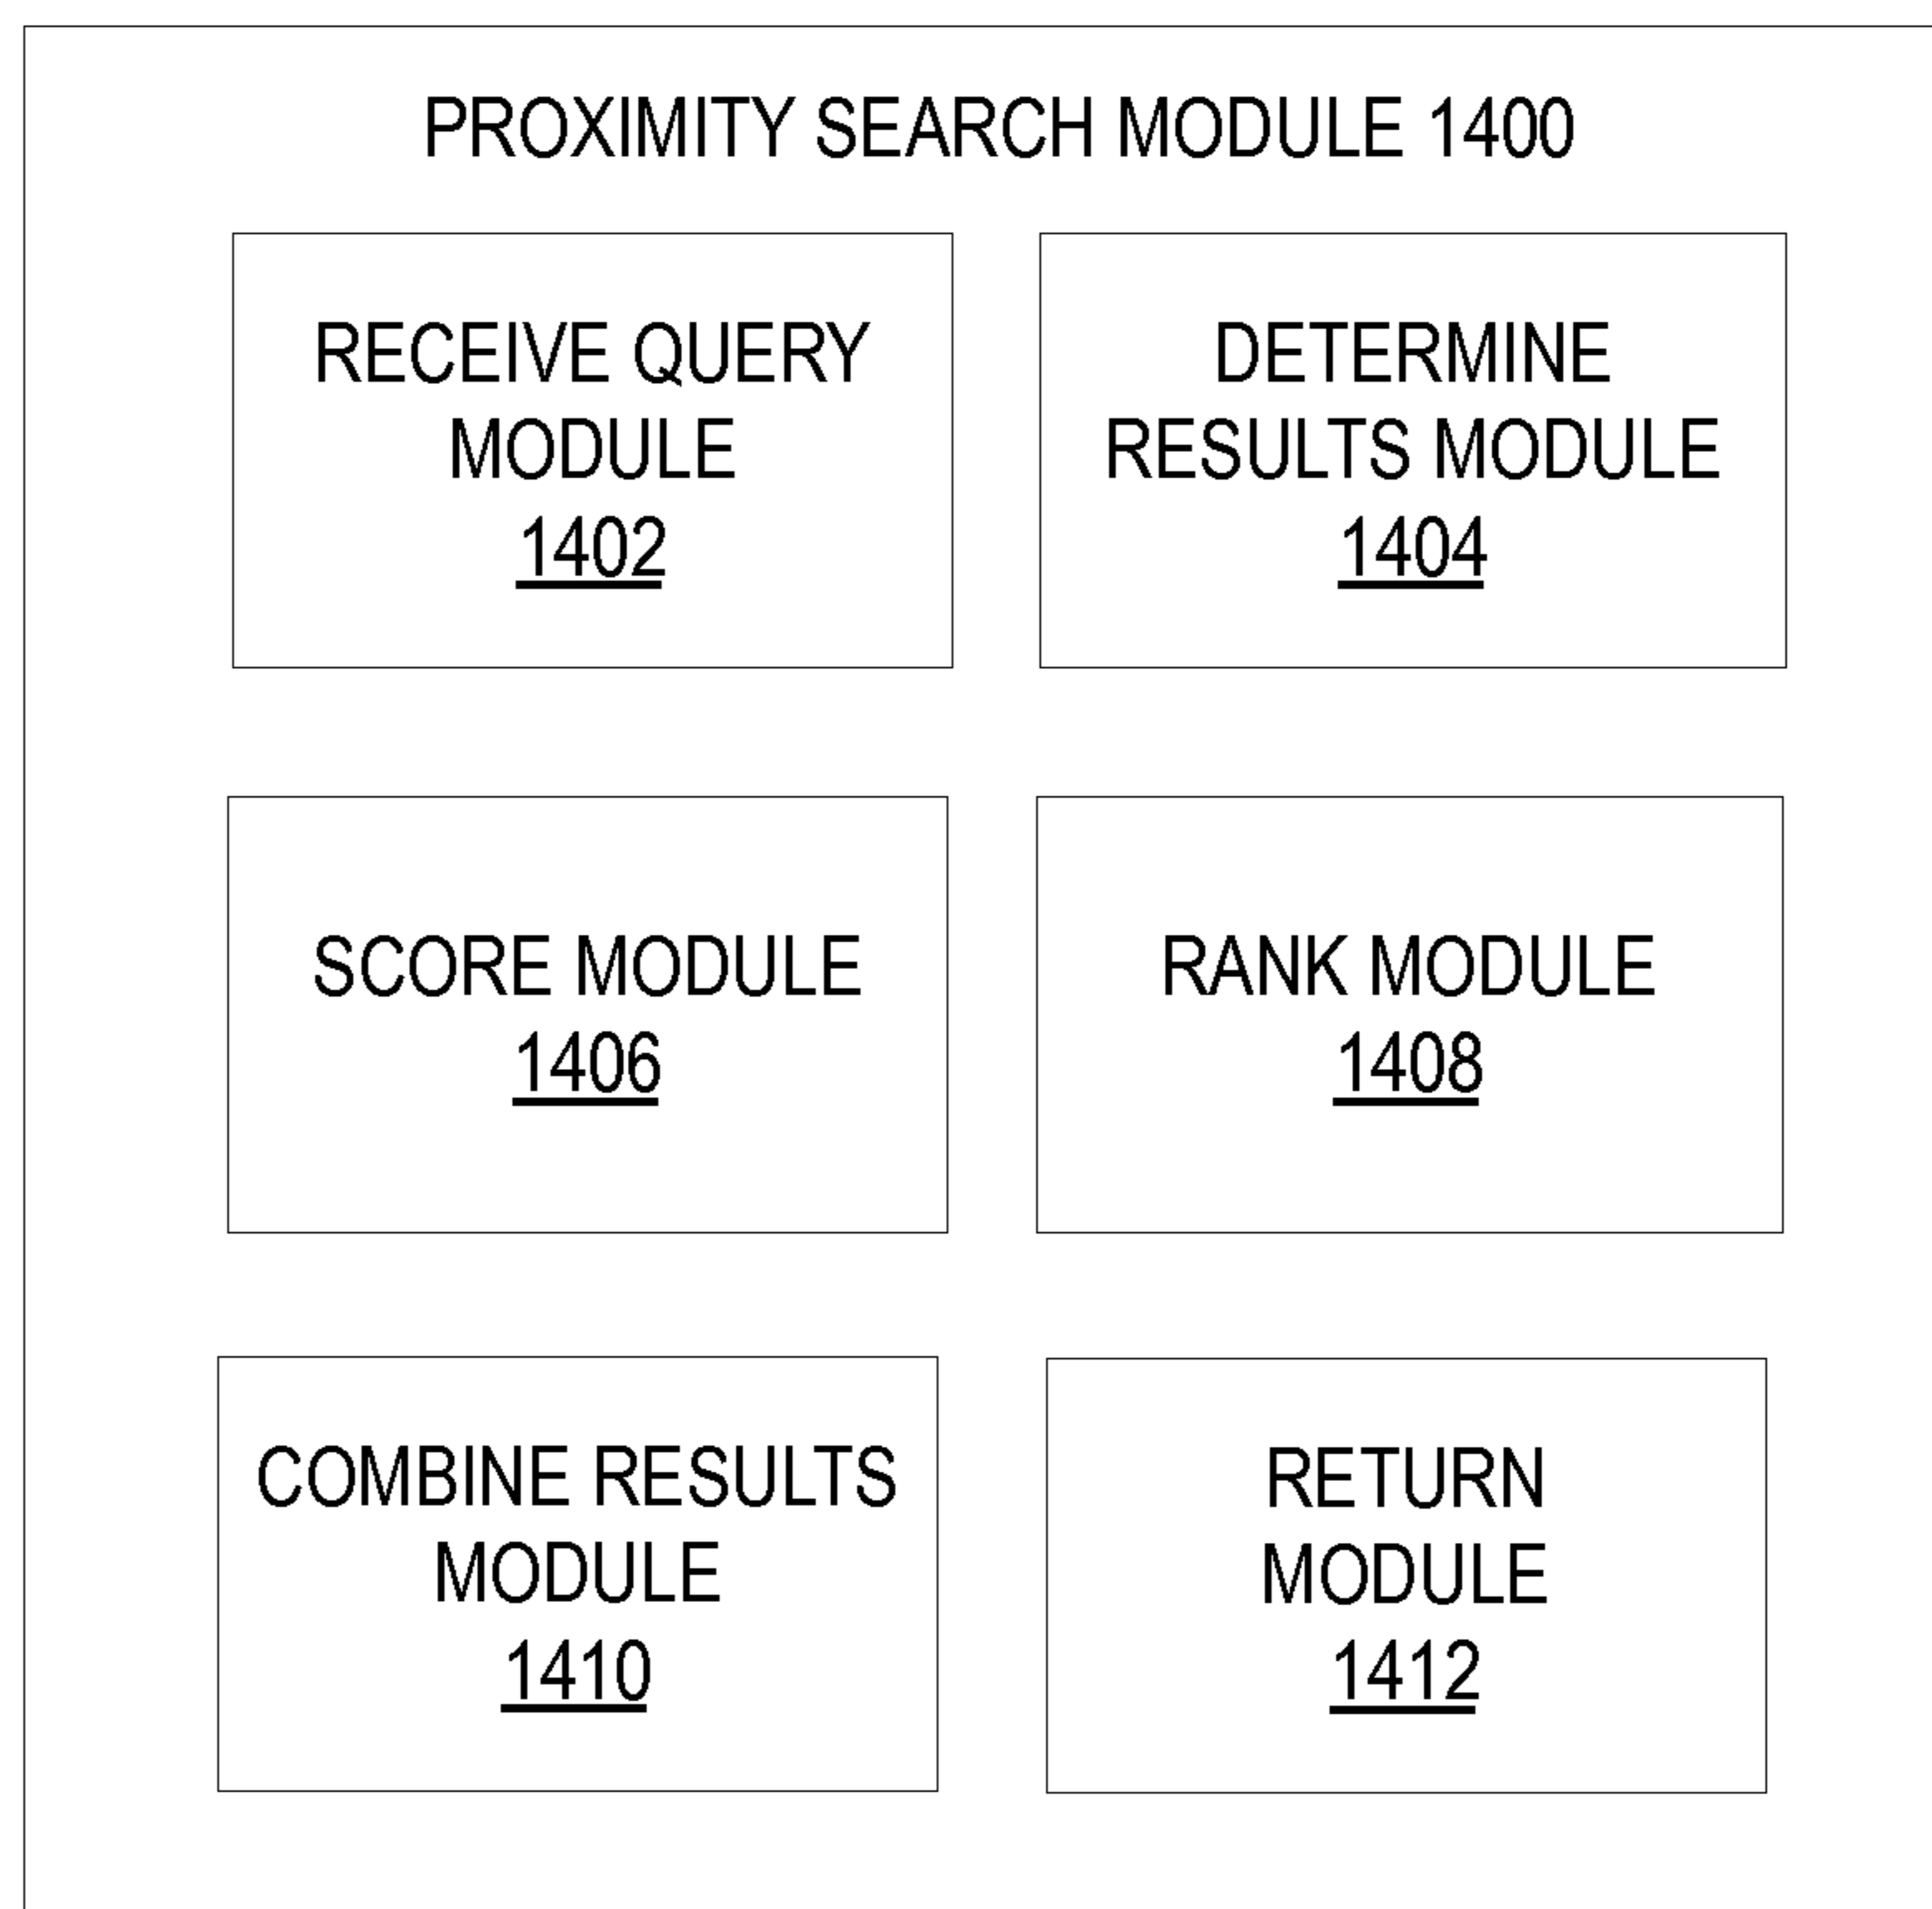 PROXIMITY SEARCH MODULE 1400
RECEIVE QUERY
MODULE
1402
DETERMINE
RESULTS MODULE
1404
SCORE MODULE
1406
RANK MODULE
1408
COMBINE RESULTS
MODULE
1410
RETURN
MODULE
1412